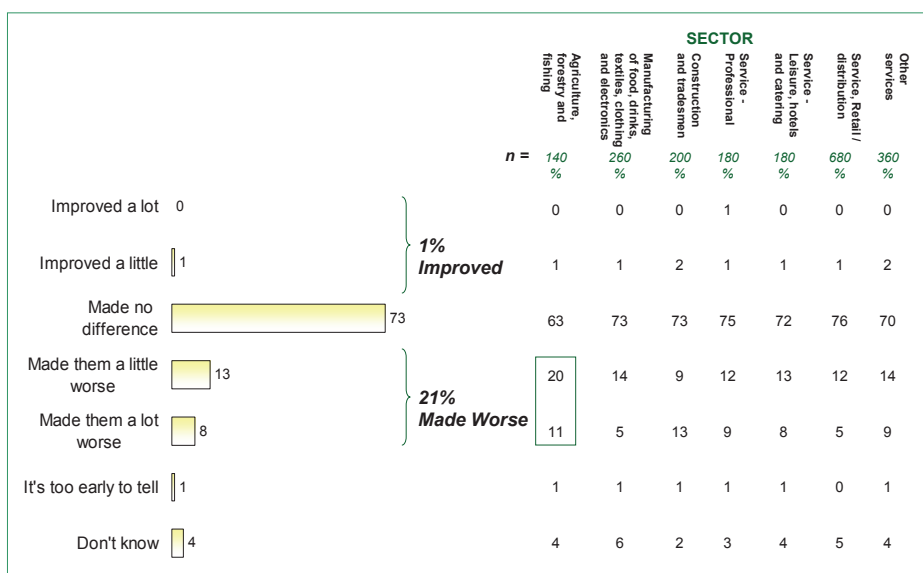 SECTOR
Agriculture,
forestry and
fishing
Manufacturing
of food, drinks,
textiles, clothing
and electronics
Construction
and tradesmen
Service -
Professional
Service -
Leisure, hotels
and catering
Service, Retail /
distribution
Other
services
n = 140 260 200 180 180 680 360
% % % % % % %
Improved a lot 0 0 0 0 1 0 0 0
1%
Improved
Improved a little 1 1 1 2 1 1 1 2
Made no
difference 73 63 73 73 75 72 76 70
Made them a little
worse 13 20 14 9 12 13 12 14
21%
Made Worse
Made them a lot
worse 8 11 5 13 9 8 5 9
It's too early to tell 1 1 1 1 1 1 0 1
Don't know 4 4 6 2 3 4 5 4